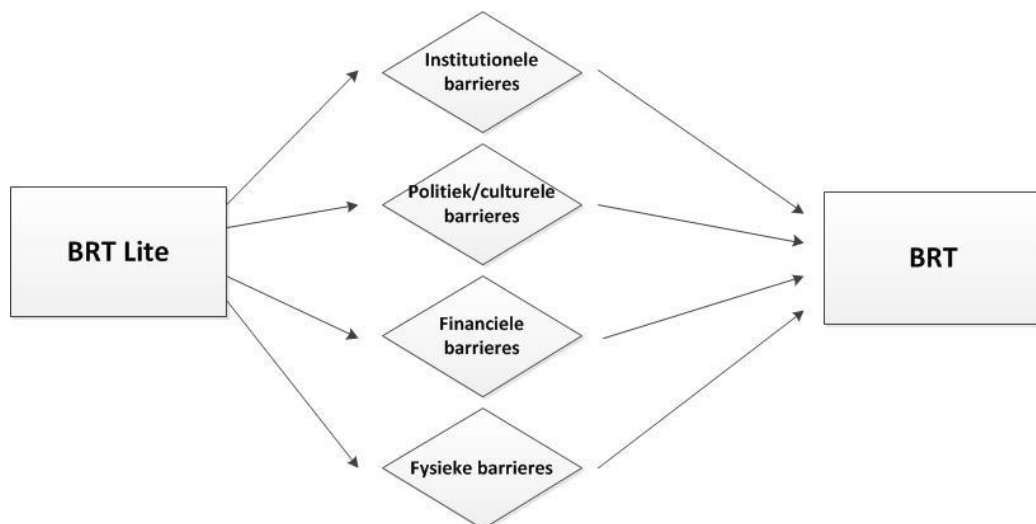 Institutionele
barrieres
Politiek/culturele
barrieres
BRT Lite
BRT
Financiele
barrieres
Fysieke barrieres